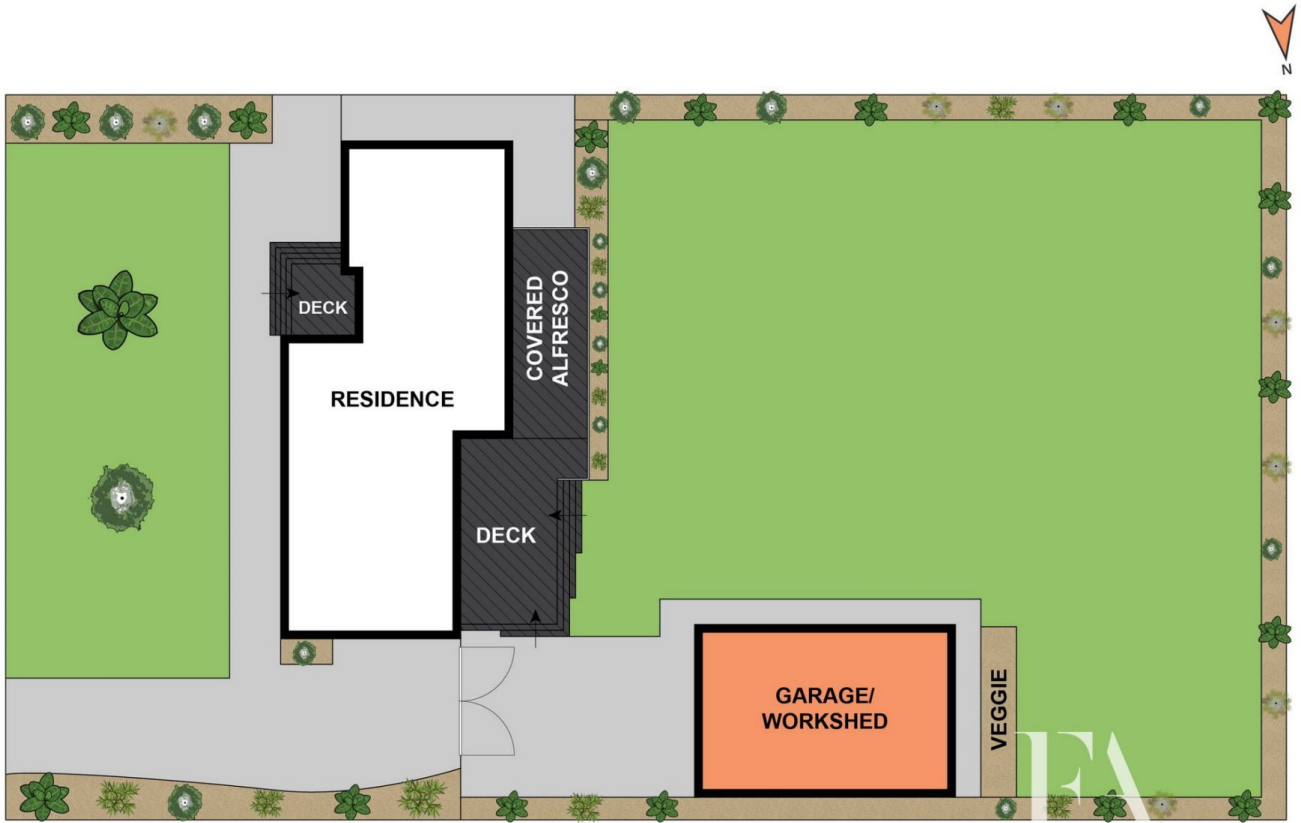 N
DECK
COVERED
ALFRESCO
RESIDENCE
DECK
GARAGE/
WORKSHED
VEGGIE
FA